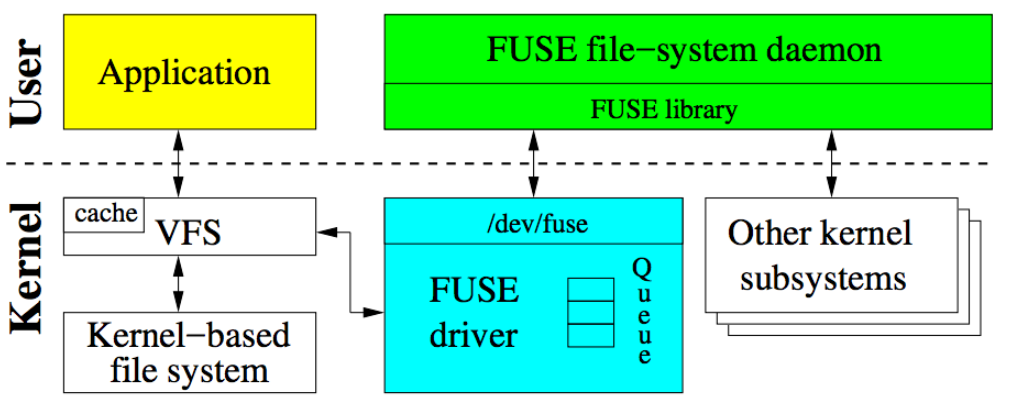 User
Application
FUSE file−system daemon
FUSE library
Kernel
cache
VFS
Kernel−based
file system
/dev/fuse
FUSE
driver
Queue
Other kernel
subsystems